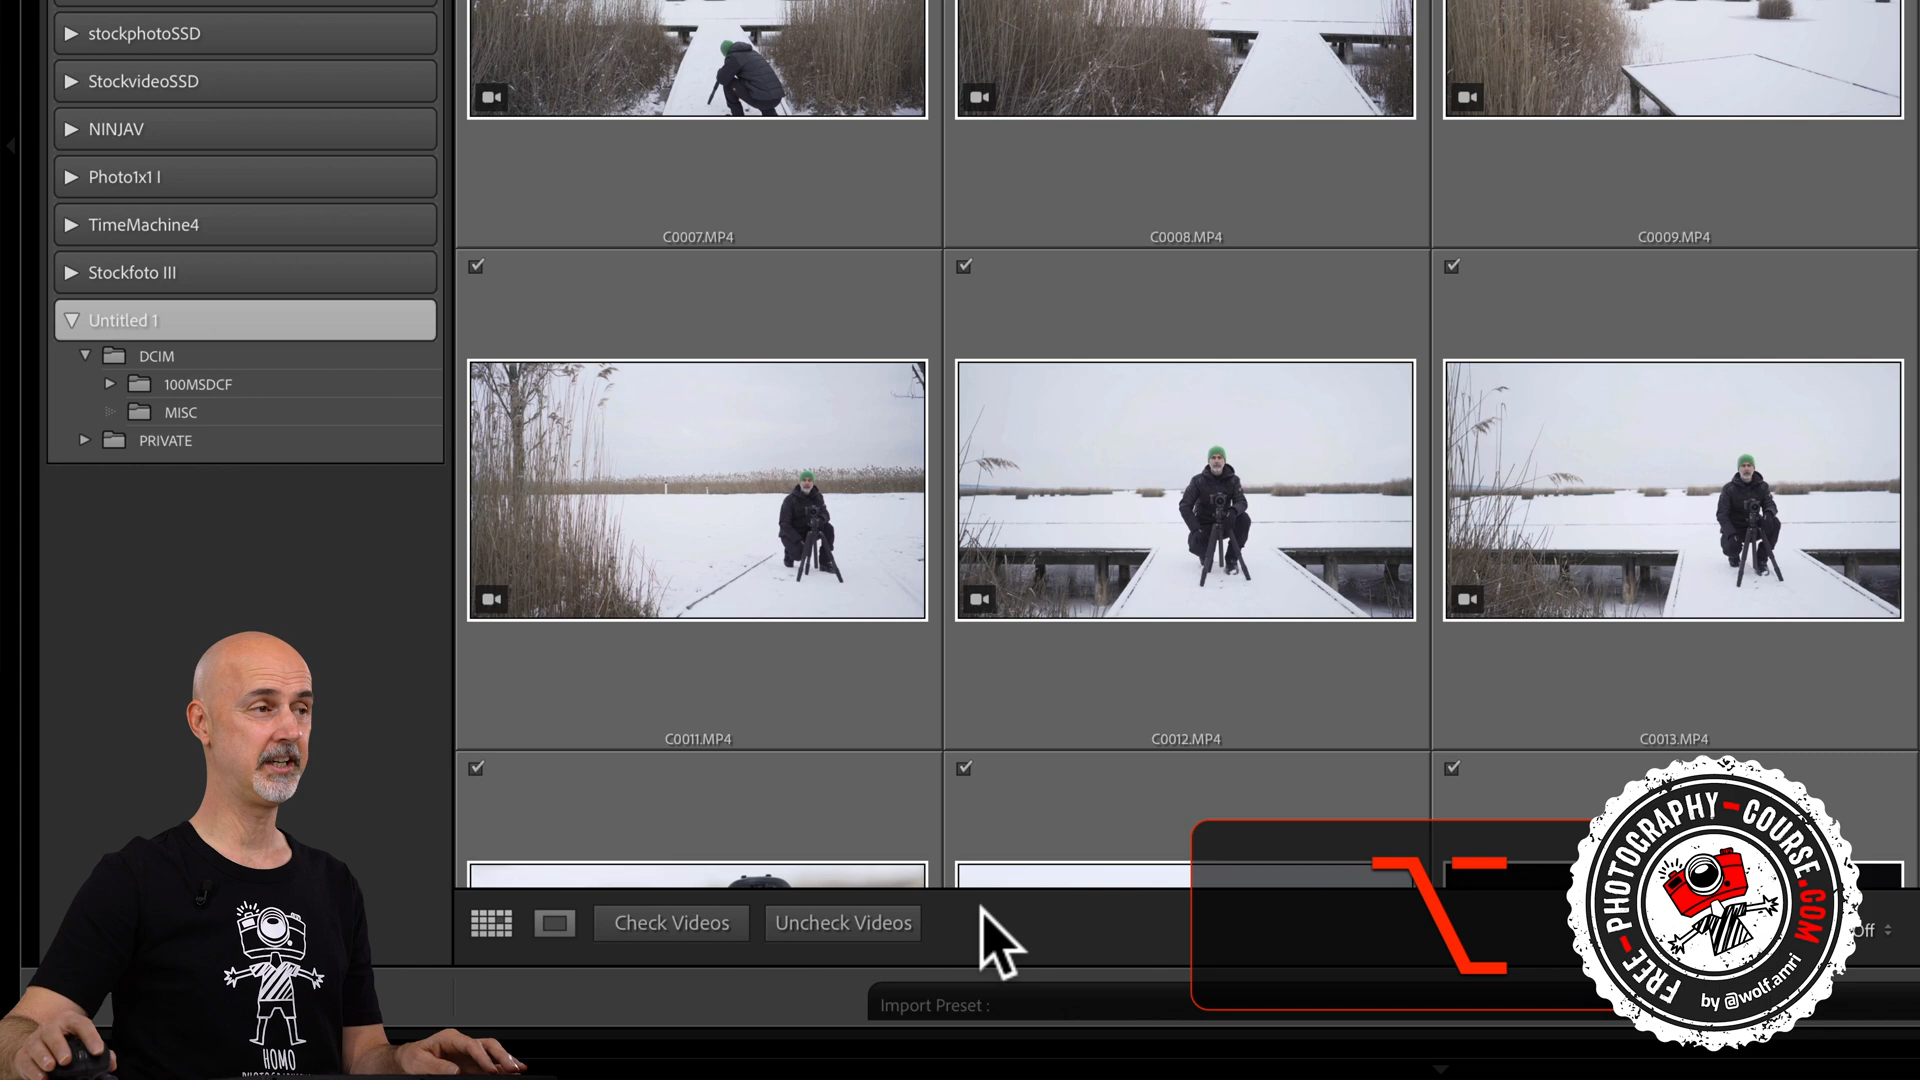 stockphotoSSD
StockvideoSSD
NINJAV
Photo1x1 I
TimeMachine4
Stockfoto III
Untitled 1
DCIM
100MSDCF
MISC
PRIVATE
C0007.MP4
C0008.MP4
C0009.MP4
C0011.MP4
C0012.MP4
C0013.MP4
Check Videos
Uncheck Videos
Off
Import Preset :
FREE-PHOTOGRAPHY-COURSE.COM
by @wolf.amri
HOMO